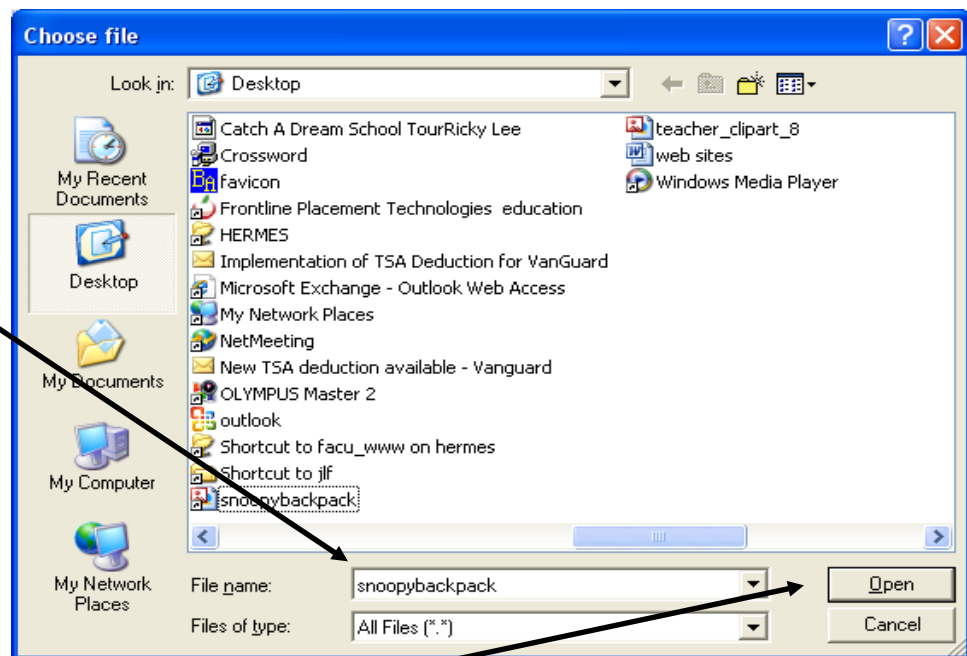 Choose file
Look in:
Desktop
My Recent
Documents
Desktop
My Documents
My Computer
My Network
Places
Catch A Dream School TourRicky Lee
Crossword
BA
favicon
Frontline Placement Technologies education
HERMES
Implementation of TSA Deduction for VanGuard
Microsoft Exchange - Outlook Web Access
My Network Places
NetMeeting
New TSA deduction available - Vanguard
OLYMPUS Master 2
outlook
Shortcut to facu_www on hermes
Shortcut to jlf
snoopybackpack
teacher_clipart_8
web sites
Windows Media Player
File name:
snoopybackpack
Open
Files of type:
All Files (*.*)
Cancel